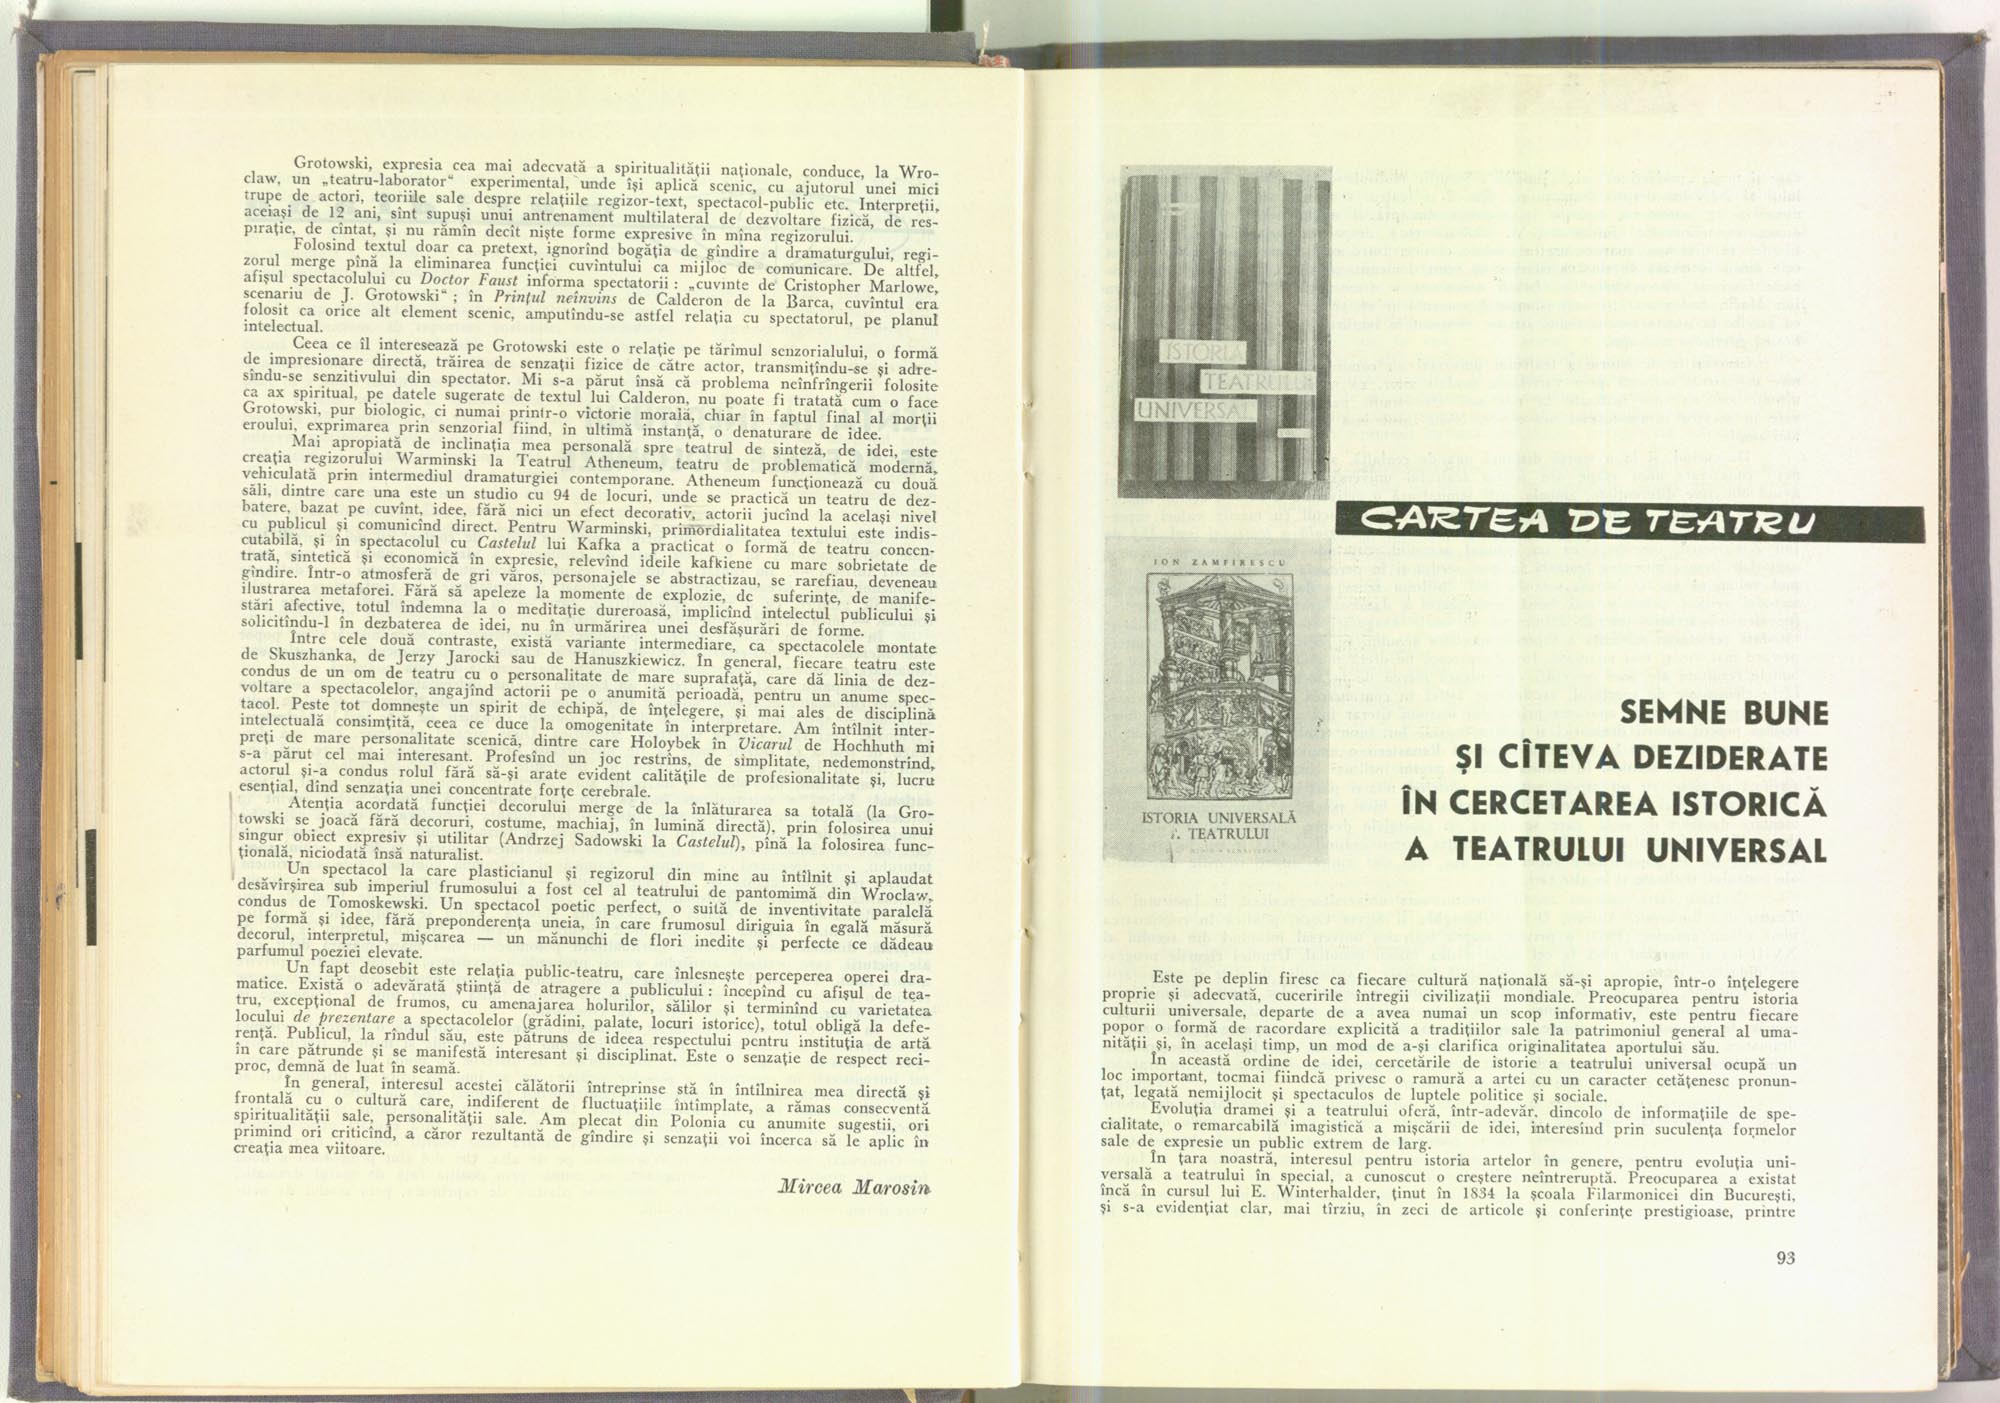 Grotowski, expresia cea mai adecvată a spiritualității naționale, conduce, la Wro-
claw, un „teatru-laborator“ experimental, unde își aplică scenic, cu ajutorul unei mici
trupe de actori, teoriile sale despre relațiile regizor-text, spectacol-public etc. Interpreții,
aceiași de 12 ani, sînt supuși unui antrenament multilateral de dezvoltare fizică, de res-
pirație, de cîntat, și nu rămîn decît niște forme expresive în mîna regizorului.
Folosind textul doar ca pretext, ignorînd bogăția de gîndire a dramaturgului, regi-
zorul merge pînă la eliminarea funcției cuvîntului ca mijloc de comunicare. De altfel,
afișul spectacolului cu Doctor Faust informa spectatorii : „cuvinte de Cristopher Marlowe,
scenariu de J. Grotowski“ ; în Prințul neînvins de Calderon de la Barca, cuvîntul era
folosit ca orice alt element scenic, amputîndu-se astfel relația cu spectatorul, pe planul
intelectual.
Ceea ce îl interesează pe Grotowski este o relație pe tărîmul senzorialului, o formă
de impresionare directă, trăirea de senzații fizice de către actor, transmițîndu-se și adre-
sîndu-se senzitivului din spectator. Mi s-a părut însă că problema neînfrîngerii folosite
ca ax spiritual, pe datele sugerate de textul lui Calderon, nu poate fi tratată cum o face
Grotowski, pur biologic, ci numai printr-o victorie morală, chiar în faptul final al morții
eroului, exprimarea prin senzorial fiind, în ultimă instanță, o denaturare de idee.
Mai apropiată de inclinația mea personală spre teatrul de sinteză, de idei, este
creația regizorului Warminski la Teatrul Atheneum, teatru de problematică modernă,
vehiculată prin intermediul dramaturgiei contemporane. Atheneum funcționează cu două
săli, dintre care una este un studio cu 94 de locuri, unde se practică un teatru de dez-
batere, bazat pe cuvînt, idee, fără nici un efect decorativ, actorii jucînd la același nivel
cu publicul și comunicînd direct. Pentru Warminski, primordialitatea textului este indis-
cutabilă, și în spectacolul cu Castelul lui Kafka a practicat o formă de teatru concen-
trată, sintetică și economică în expresie, relevînd ideile kafkiene cu mare sobrietate de
gîndire. Într-o atmosferă de gri văros, personajele se abstractizau, se rarefiau, deveneau
ilustrarea metaforei. Fără să apeleze la momente de explozie, de suferințe, de manife-
stări afective, totul îndemna la o meditație dureroasă, implicînd intelectul publicului și
solicitîndu-l în dezbaterea de idei, nu în urmărirea unei desfășurări de forme.
Între cele două contraste, există variante intermediare, ca spectacolele montate
de Skuszhanka, de Jerzy Jarocki sau de Hanuszkiewicz. În general, fiecare teatru este
condus de un om de teatru cu o personalitate de mare suprafață, care dă linia de dez-
voltare a spectacolelor, angajînd actorii pe o anumită perioadă, pentru un anume spec-
tacol. Peste tot domnește un spirit de echipă, de înțelegere, și mai ales de disciplină
intelectuală consimțită, ceea ce duce la omogenitate în interpretare. Am întîlnit inter-
preți de mare personalitate scenică, dintre care Holoybek în Vicarul de Hochhuth mi
s-a părut cel mai interesant. Profesînd un joc restrîns, de simplitate, nedemonstrînd,
actorul și-a condus rolul fără să-și arate evident calitățile de profesionalitate și, lucru
esențial, dînd senzația unei concentrate forțe cerebrale.
Atenția acordată funcției decorului merge de la înlăturarea sa totală (la Gro-
towski se joacă fără decoruri, costume, machiaj, în lumină directă), prin folosirea unui
singur obiect expresiv și utilitar (Andrzej Sadowski la Castelul), pînă la folosirea func-
țională, niciodată însă naturalist.
Un spectacol la care plasticianul și regizorul din mine au întîlnit și aplaudat
desăvîrșirea sub imperiul frumosului a fost cel al teatrului de pantomimă din Wroclaw,
condus de Tomoskewski. Un spectacol poetic perfect, o suită de inventivitate paralelă
pe formă și idee, fără preponderența uneia, în care frumosul diriguia în egală măsură
decorul, interpretul, mișcarea — un mănunchi de flori inedite și perfecte ce dădeau
parfumul poeziei elevate.
Un fapt deosebit este relația public-teatru, care înlesnește perceperea operei dra-
matice. Există o adevărată știință de atragere a publicului : începînd cu afișul de tea-
tru, excepțional de frumos, cu amenajarea holurilor, sălilor și terminînd cu varietatea
locului de prezentare a spectacolelor (grădini, palate, locuri istorice), totul obligă la defe-
rență. Publicul, la rîndul său, este pătruns de ideea respectului pentru instituția de artă
în care pătrunde și se manifestă interesant și disciplinat. Este o senzație de respect reci-
proc, demnă de luat în seamă.
În general, interesul acestei călătorii întreprinse stă în întîlnirea mea directă și
frontală cu o cultură care, indiferent de fluctuațiile întîmplate, a rămas consecventă
spiritualității sale, personalității sale. Am plecat din Polonia cu anumite sugestii, ori
primind ori criticînd, a căror rezultantă de gîndire și senzații voi încerca să le aplic în
creația mea viitoare.
Mircea Marosin
ISTORIA
TEATRULUI
UNIVERSAL
CARTEA DE TEATRU
ION ZAMFIRESCU
ISTORIA UNIVERSALĂ
A TEATRULUI
SEMNE BUNE
ȘI CÎTEVA DEZIDERATE
ÎN CERCETAREA ISTORICĂ
A TEATRULUI UNIVERSAL
Este pe deplin firesc ca fiecare cultură națională să-și apropie, într-o înțelegere
proprie și adecvată, cuceririle întregii civilizații mondiale. Preocuparea pentru istoria
culturii universale, departe de a avea numai un scop informativ, este pentru fiecare
popor o formă de racordare explicită a tradițiilor sale la patrimoniul general al uma-
nității și, în același timp, un mod de a-și clarifica originalitatea aportului său.
În această ordine de idei, cercetările de istorie a teatrului universal ocupă un
loc important, tocmai fiindcă privesc o ramură a artei cu un caracter cetățenesc pronun-
țat, legată nemijlocit și spectaculos de luptele politice și sociale.
Evoluția dramei și a teatrului oferă, într-adevăr, dincolo de informațiile de spe-
cialitate, o remarcabilă imagistică a mișcării de idei, interesînd prin suculența formelor
sale de expresie un public extrem de larg.
În țara noastră, interesul pentru istoria artelor în genere, pentru evoluția uni-
versală a teatrului în special, a cunoscut o creștere neîntreruptă. Preocuparea a existat
încă în cursul lui E. Winterhalder, ținut în 1834 la școala Filarmonicei din București,
și s-a evidențiat clar, mai tîrziu, în zeci de articole și conferințe prestigioase, printre
93